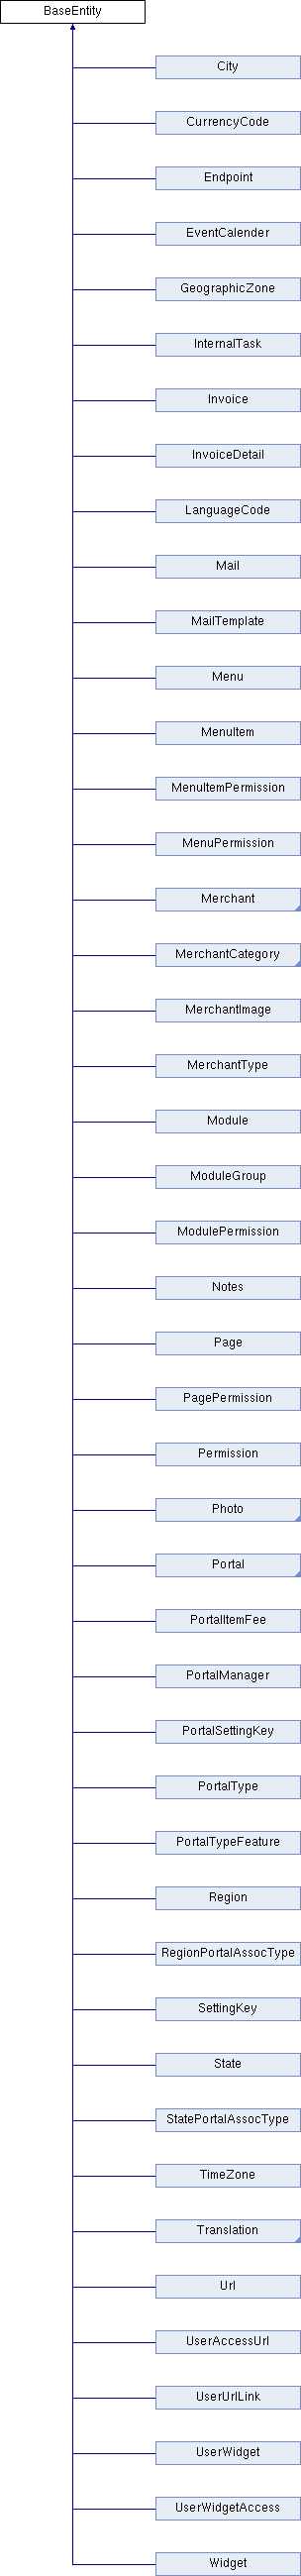 BaseEntity
City
CurrencyCode
Endpoint
EventCalender
GeographicZone
InternalTask
Invoice
InvoiceDetail
LanguageCode
Mail
MailTemplate
Menu
MenuItem
MenuItemPermission
MenuPermission
Merchant
MerchantCategory
MerchantImage
MerchantType
Module
ModuleGroup
ModulePermission
Notes
Page
PagePermission
Permission
Photo
Portal
PortalItemFee
PortalManager
PortalSettingKey
PortalType
PortalTypeFeature
Region
RegionPortalAssocType
SettingKey
State
StatePortalAssocType
TimeZone
Translation
Url
UserAccessUrl
UserUrlLink
UserWidget
UserWidgetAccess
Widget